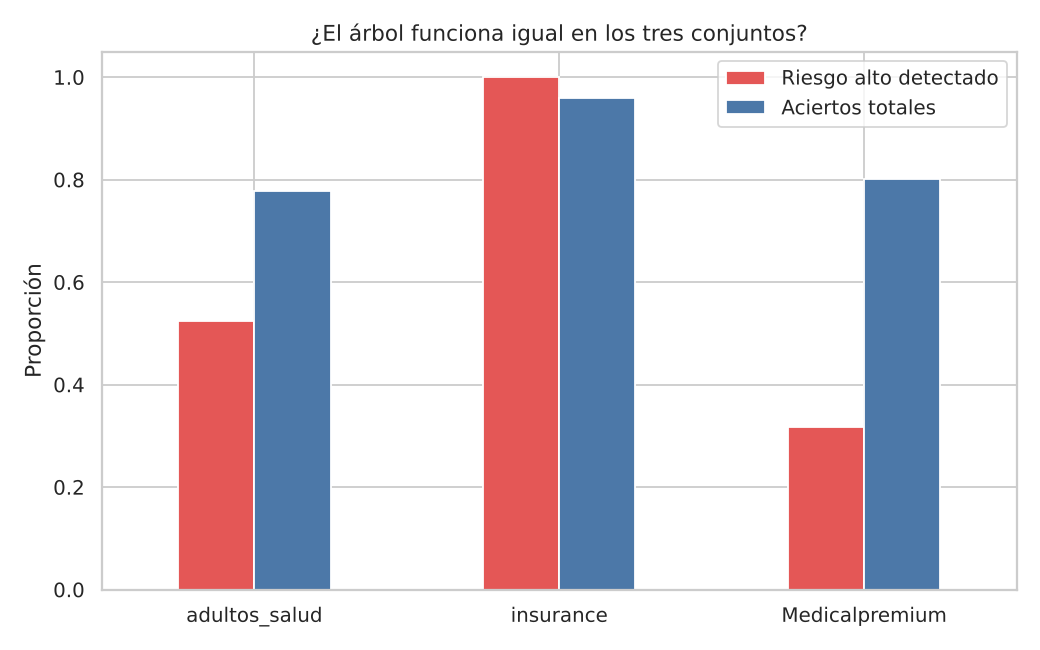 ¿El árbol funciona igual en los tres conjuntos?
Riesgo alto detectado
Aciertos totales
Proporción
1.0
0.8
0.6
0.4
0.2
0.0
adultos_salud
insurance
Medicalpremium